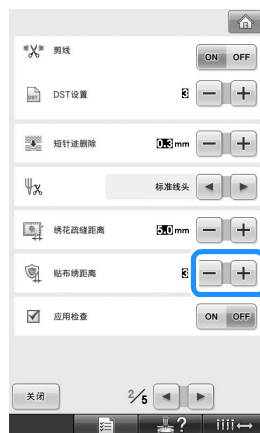 剪线 ON OFF
DST DST设置 3
短针迹删除 0.3 mm
标准线头
绣花疏缝距离 5.0 mm
贴布绣距离 3
应用检查 ON OFF
关闭 2/5
?